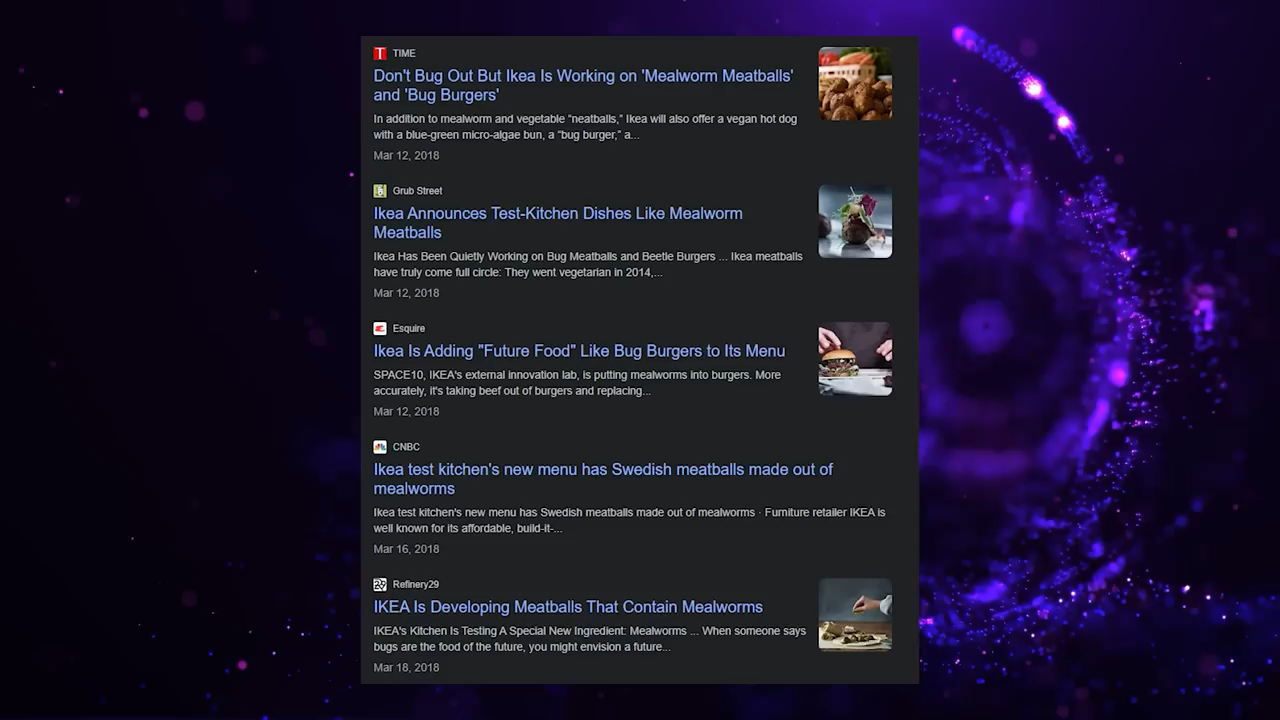 TIME
Don't Bug Out But Ikea Is Working on 'Mealworm Meatballs'
and 'Bug Burgers'
In addition to mealworm and vegetable "neatballs," Ikea will also offer a vegan hot dog
with a blue-green micro-algae bun, a "bug burger," a...
Mar 12, 2018
Grub Street
Ikea Announces Test-Kitchen Dishes Like Mealworm
Meatballs
Ikea Has Been Quietly Working on Bug Meatballs and Beetle Burgers ... Ikea meatballs
have truly come full circle: They went vegetarian in 2014,...
Mar 12, 2018
Esquire
Ikea Is Adding "Future Food" Like Bug Burgers to Its Menu
SPACE10, IKEA's external innovation lab, is putting mealworms into burgers. More
accurately, it's taking beef out of burgers and replacing...
Mar 12, 2018
CNBC
Ikea test kitchen's new menu has Swedish meatballs made out of
mealworms
Ikea test kitchen's new menu has Swedish meatballs made out of mealworms · Furniture retailer IKEA is
well known for its affordable, build-it-...
Mar 16, 2018
Refinery29
IKEA Is Developing Meatballs That Contain Mealworms
IKEA's Kitchen Is Testing A Special New Ingredient: Mealworms ... When someone says
bugs are the food of the future, you might envision a future...
Mar 18, 2018